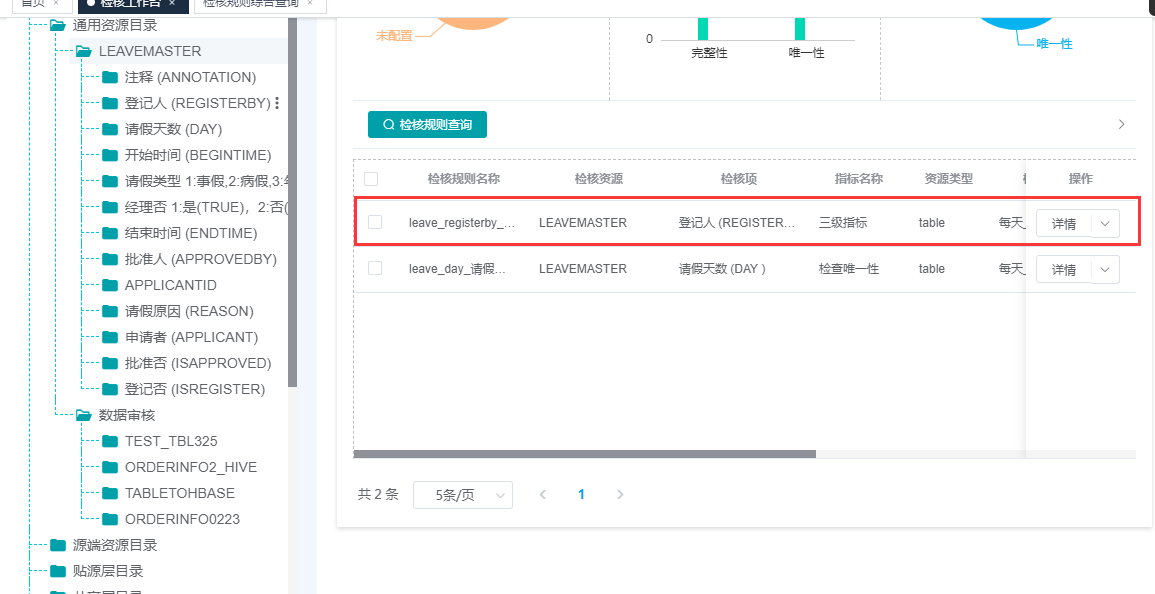 首页 ×
检核工作台 ×
检核规则综合查询 ×
通用资源目录
LEAVEMASTER
注释 (ANNOTATION)
登记人 (REGISTERBY)
请假天数 (DAY)
开始时间 (BEGINTIME)
请假类型 1:事假,2:病假,3:
经理否 1:是(TRUE)，2:否(
结束时间 (ENDTIME)
批准人 (APPROVEDBY)
APPLICANTID
请假原因 (REASON)
申请者 (APPLICANT)
批准否 (ISAPPROVED)
登记否 (ISREGISTER)
数据审核
TEST_TBL325
ORDERINFO2_HIVE
TABLETOHBASE
ORDERINFO0223
源端资源目录
贴源层目录
未配置
0
完整性
唯一性
唯一性
检核规则查询
检核规则名称 检核资源 检核项 指标名称 资源类型 操作
leave_registerby_... LEAVEMASTER 登记人 (REGISTER... 三级指标 table 每天_ 详情
leave_day_请假... LEAVEMASTER 请假天数 (DAY ) 检查唯一性 table 每天_ 详情
共 2 条 5条/页 1